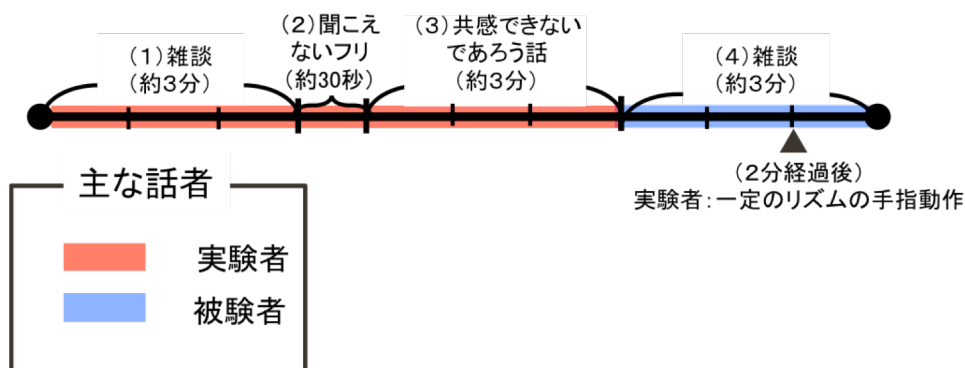 (1)雑談
(約3分)
(2)聞こえ
ないフリ
(約30秒)
(3)共感できない
であろう話
(約3分)
(4)雑談
(約3分)
(2分経過後)
実験者:一定のリズムの手指動作
主な話者
実験者
被験者